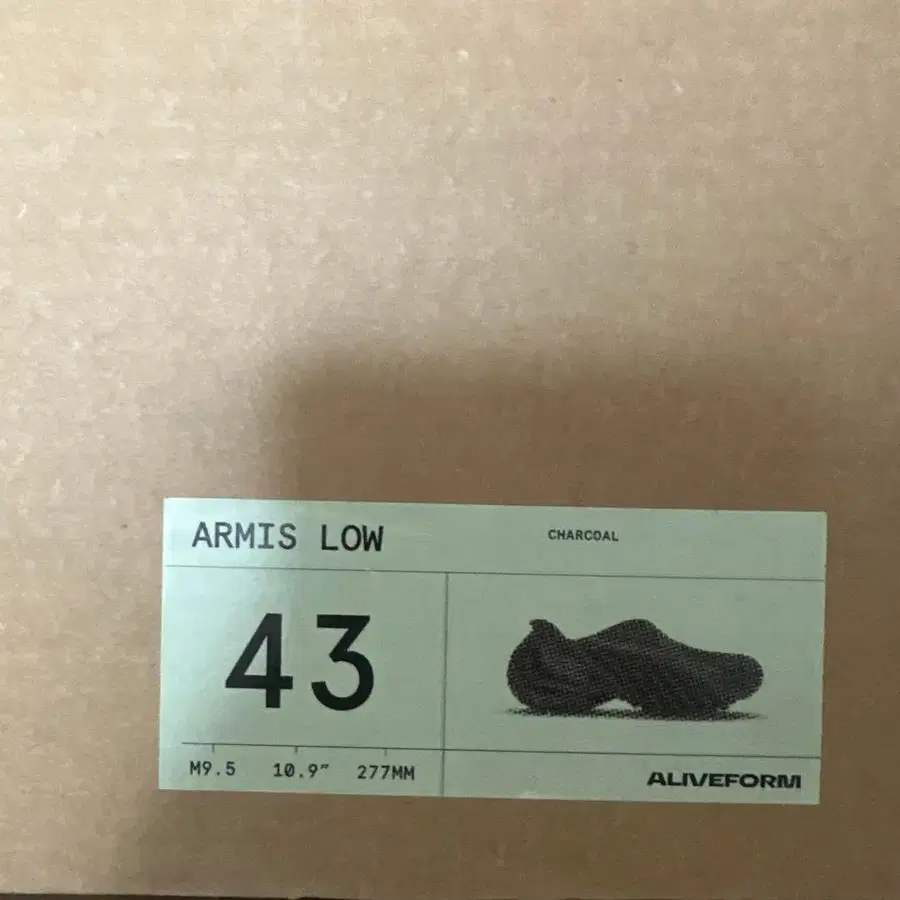 ARMIS LOW
CHARCOAL
43
M9.5 10.9” 277MM
ALIVEFORM